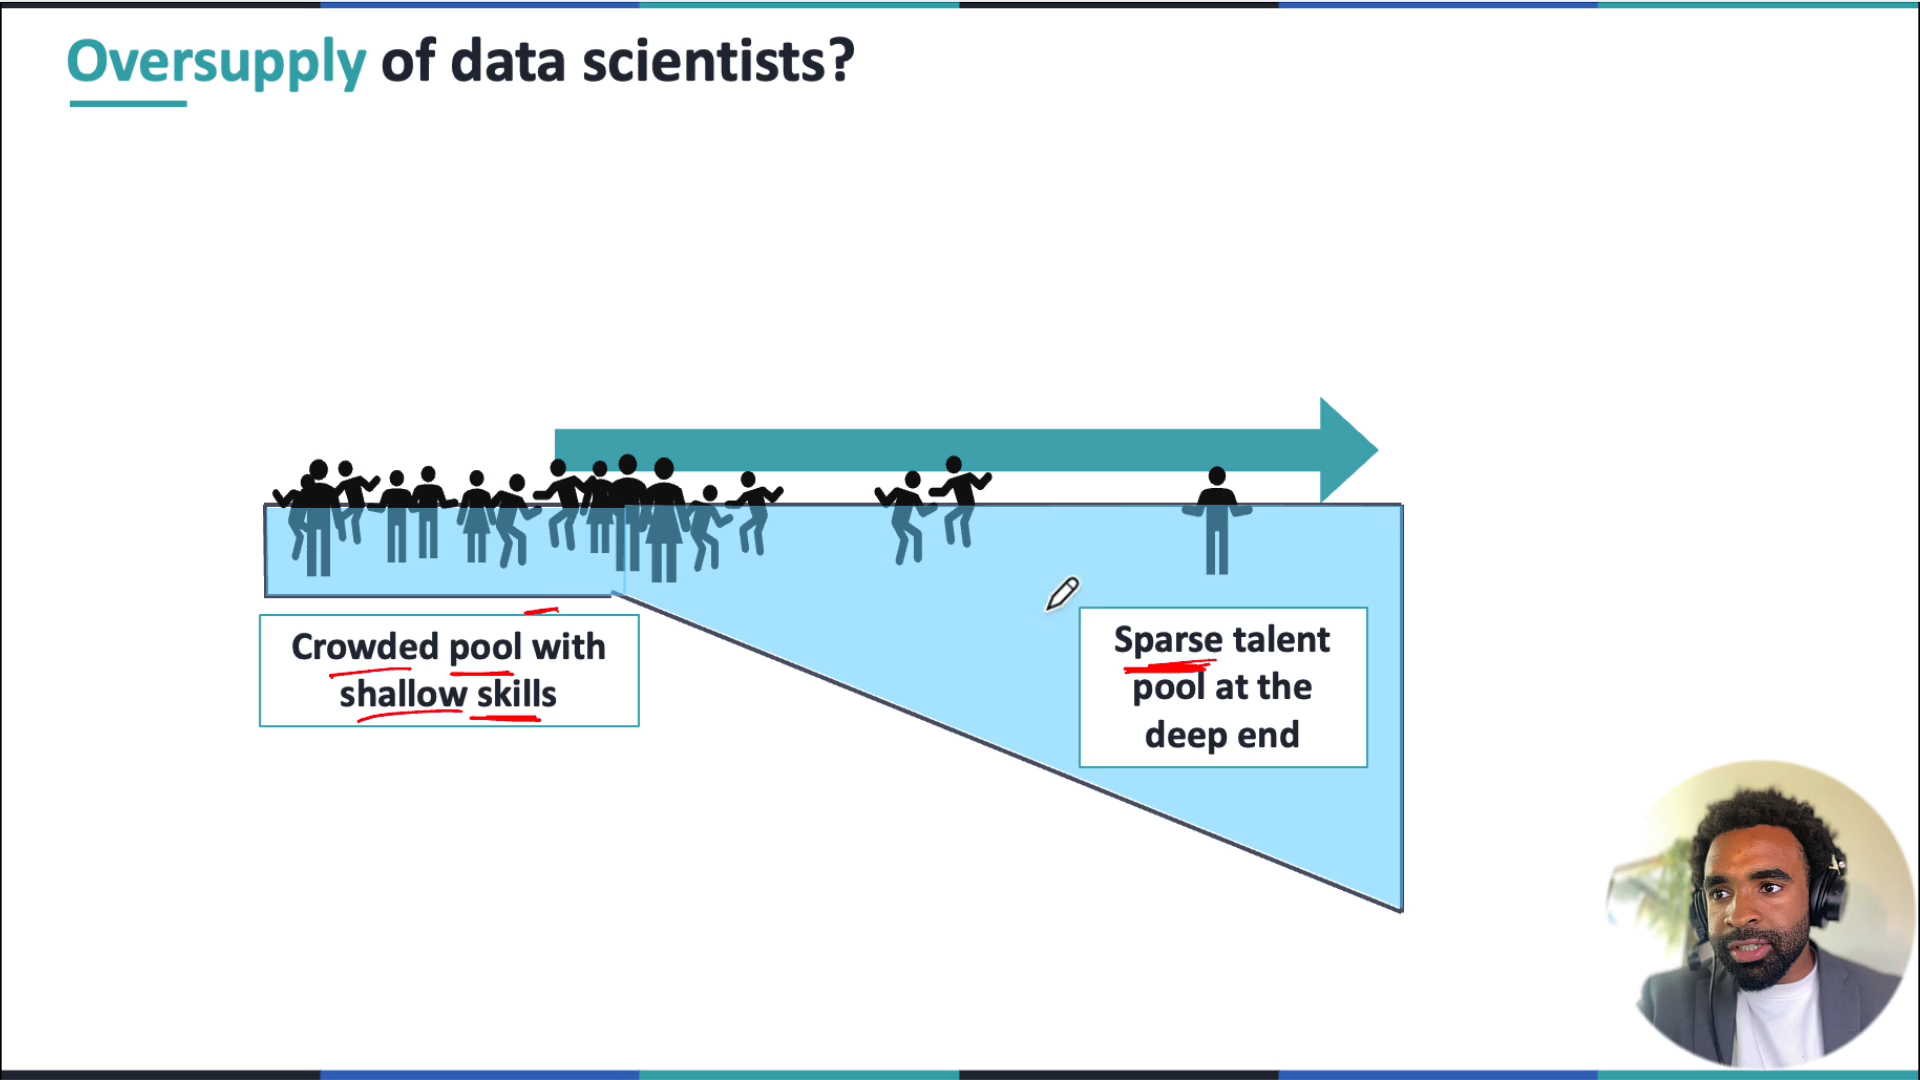 Oversupply of data scientists?
Crowded pool with
shallow skills
Sparse talent
pool at the
deep end